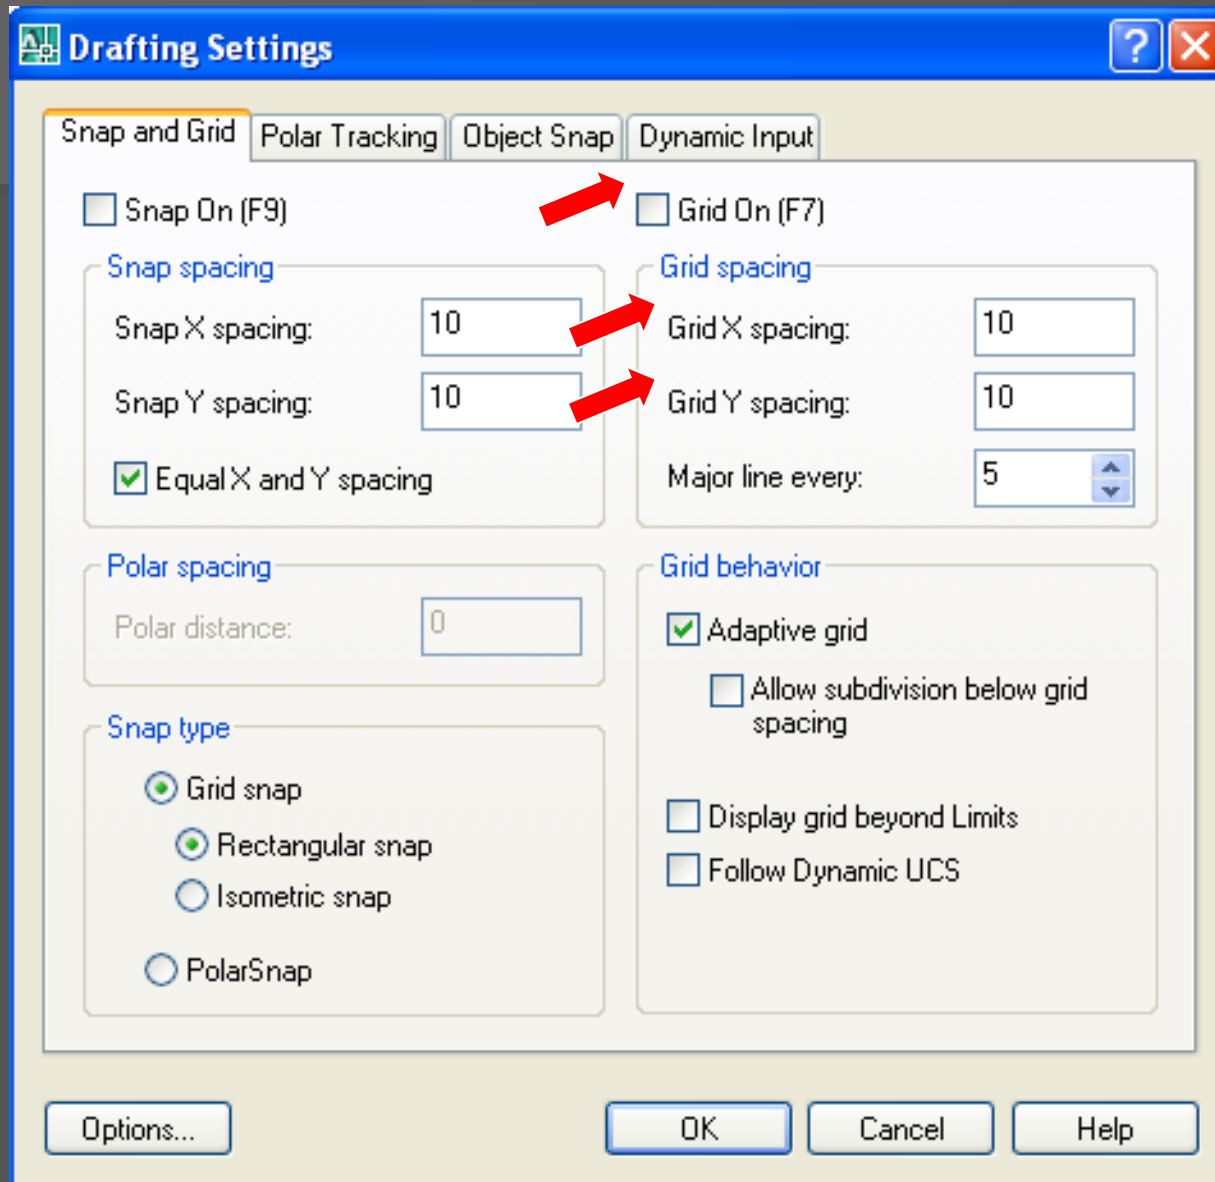 Drafting Settings
?
Snap and Grid
Polar Tracking
Object Snap
Dynamic Input
Snap On (F9)
Snap spacing
Snap X spacing:
10
Snap Y spacing:
10
Equal X and Y spacing
Polar spacing
Polar distance:
0
Snap type
Grid snap
Rectangular snap
Isometric snap
PolarSnap
Grid On (F7)
Grid spacing
Grid X spacing:
10
Grid Y spacing:
10
Major line every:
5
Grid behavior
Adaptive grid
Allow subdivision below grid
spacing
Display grid beyond Limits
Follow Dynamic UCS
Options...
OK
Cancel
Help